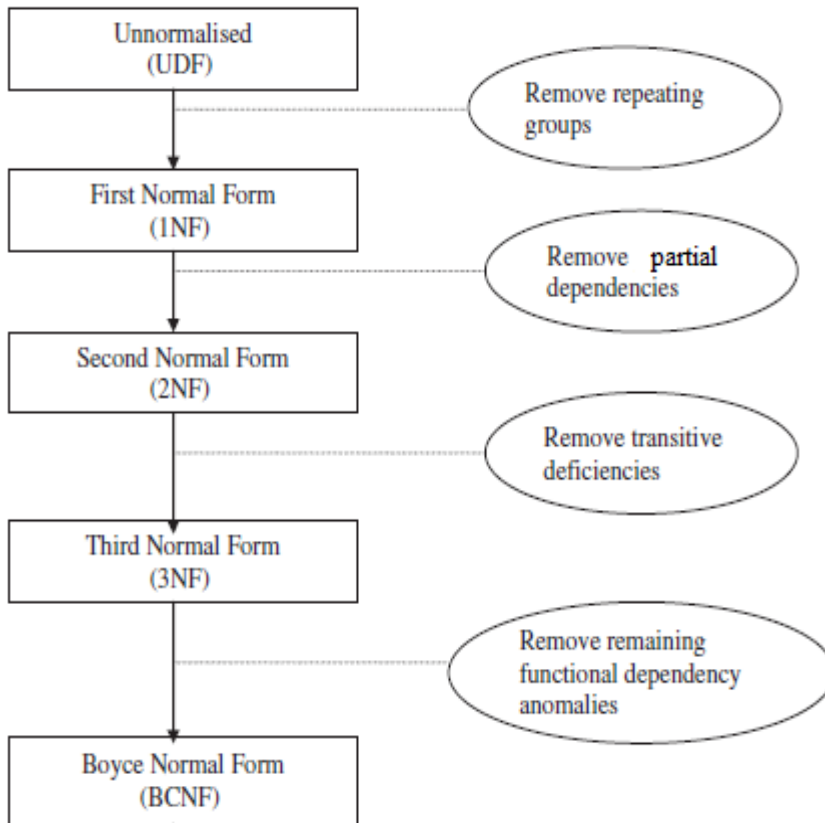 Unnormalised
(UDF)
Remove repeating
groups
First Normal Form
(1NF)
Remove partial
dependencies
Second Normal Form
(2NF)
Remove transitive
deficiencies
Third Normal Form
(3NF)
Remove remaining
functional dependency
anomalies
Boyce Normal Form
(BCNF)